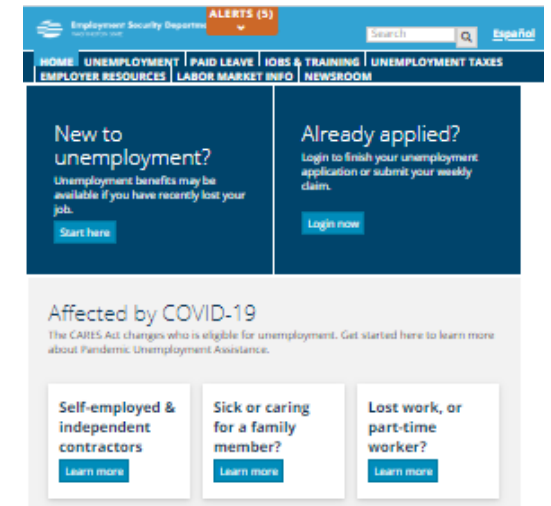 ALERTS (5)
Employment Security Department
WASHINGTON STATE
Search
Español
HOME UNEMPLOYMENT PAID LEAVE JOBS & TRAINING UNEMPLOYMENT TAXES
EMPLOYER RESOURCES LABOR MARKET INFO NEWSROOM
New to
unemployment?
Unemployment benefits may be
available if you have recently lost your
job.
Start here
Already applied?
Login to finish your unemployment
application or submit your weekly
claim.
Login now
Affected by COVID-19
The CARES Act changes who is eligible for unemployment. Get started here to learn more
about Pandemic Unemployment Assistance.
Self-employed &
independent
contractors
Learn more
Sick or caring
for a family
member?
Learn more
Lost work, or
part-time
worker?
Learn more